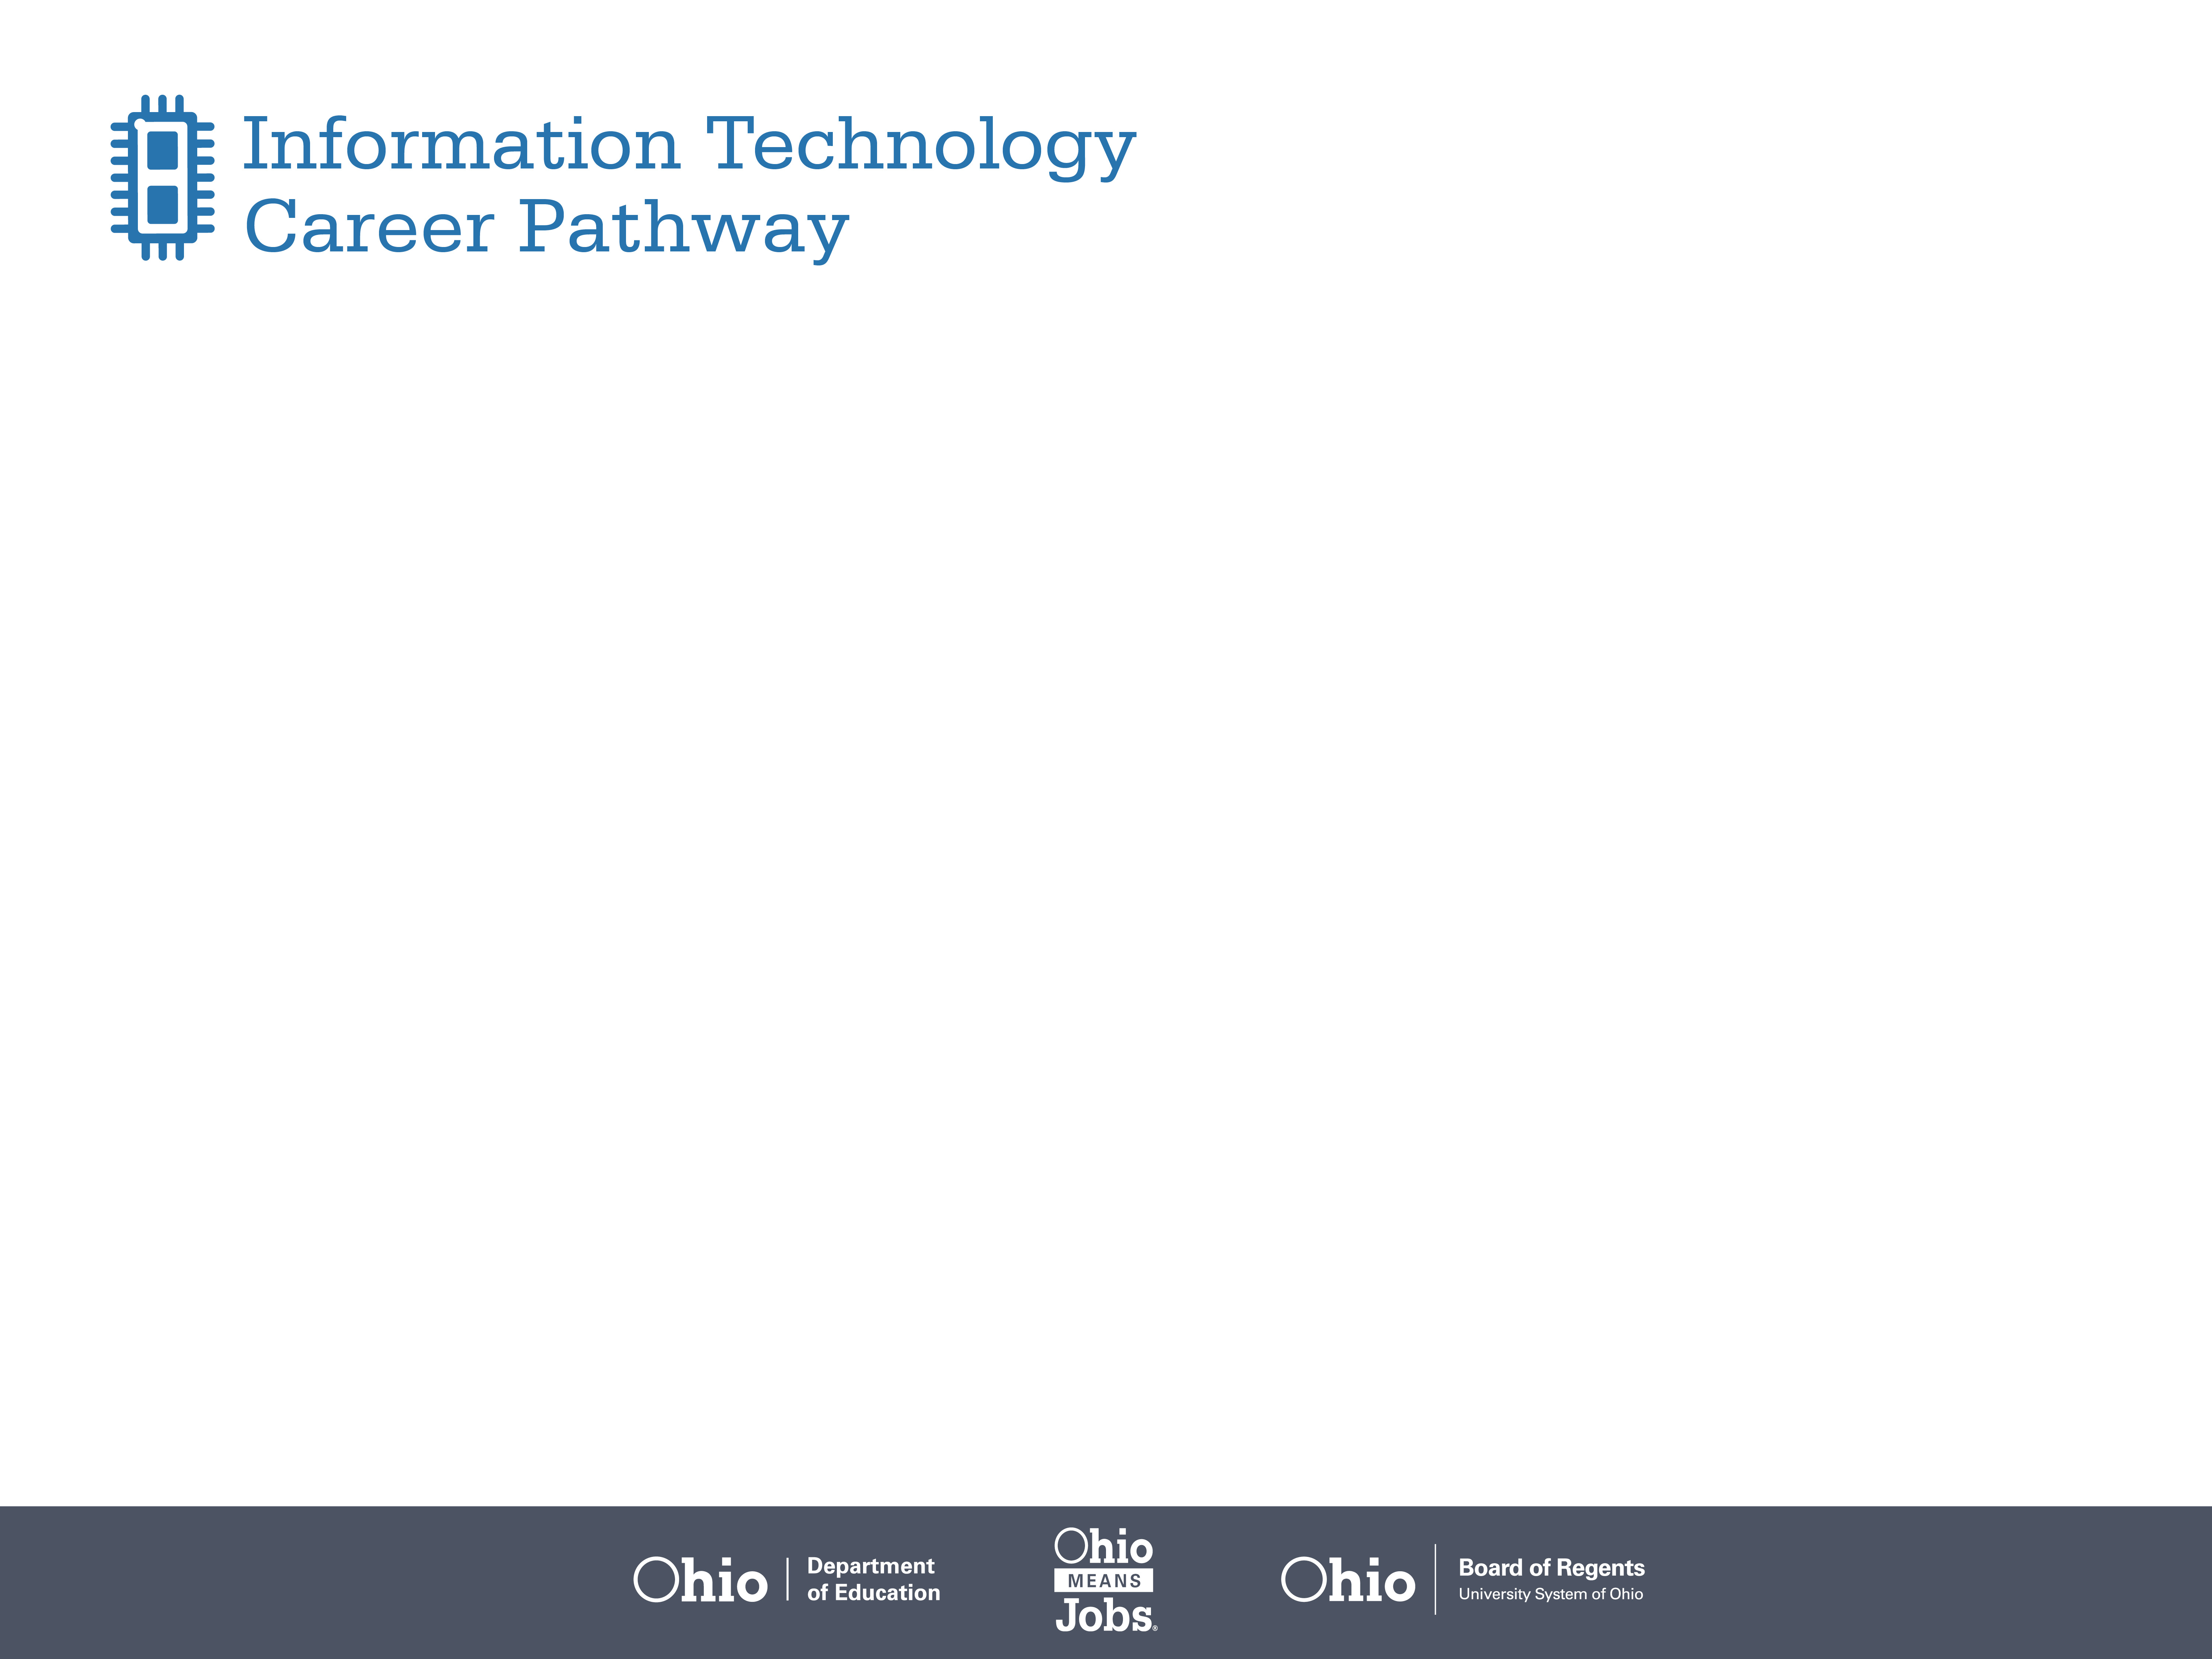 Information Technology
Career Pathway
Ohio
Department
of Education
Ohio
MEANS
Jobs®
Ohio
Board of Regents
University System of Ohio